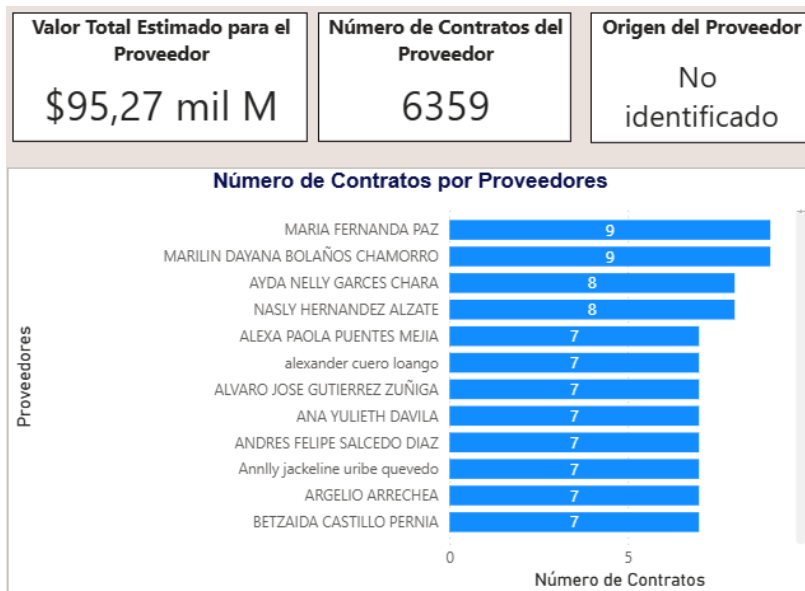 Valor Total Estimado para el
Proveedor
$95,27 mil M
Número de Contratos del
Proveedor
6359
Origen del Proveedor
No
identificado
Número de Contratos por Proveedores
Proveedores
MARIA FERNANDA PAZ 9
MARILIN DAYANA BOLAÑOS CHAMORRO 9
AYDA NELLY GARCES CHARA 8
NASLY HERNANDEZ ALZATE 8
ALEXA PAOLA PUENTES MEJIA 7
alexander cuero loango 7
ALVARO JOSE GUTIERREZ ZUÑIGA 7
ANA YULIETH DAVILA 7
ANDRES FELIPE SALCEDO DIAZ 7
Annlly jackeline uribe quevedo 7
ARGELIO ARRECHEA 7
BETZAIDA CASTILLO PERNIA 7
0 5
Número de Contratos